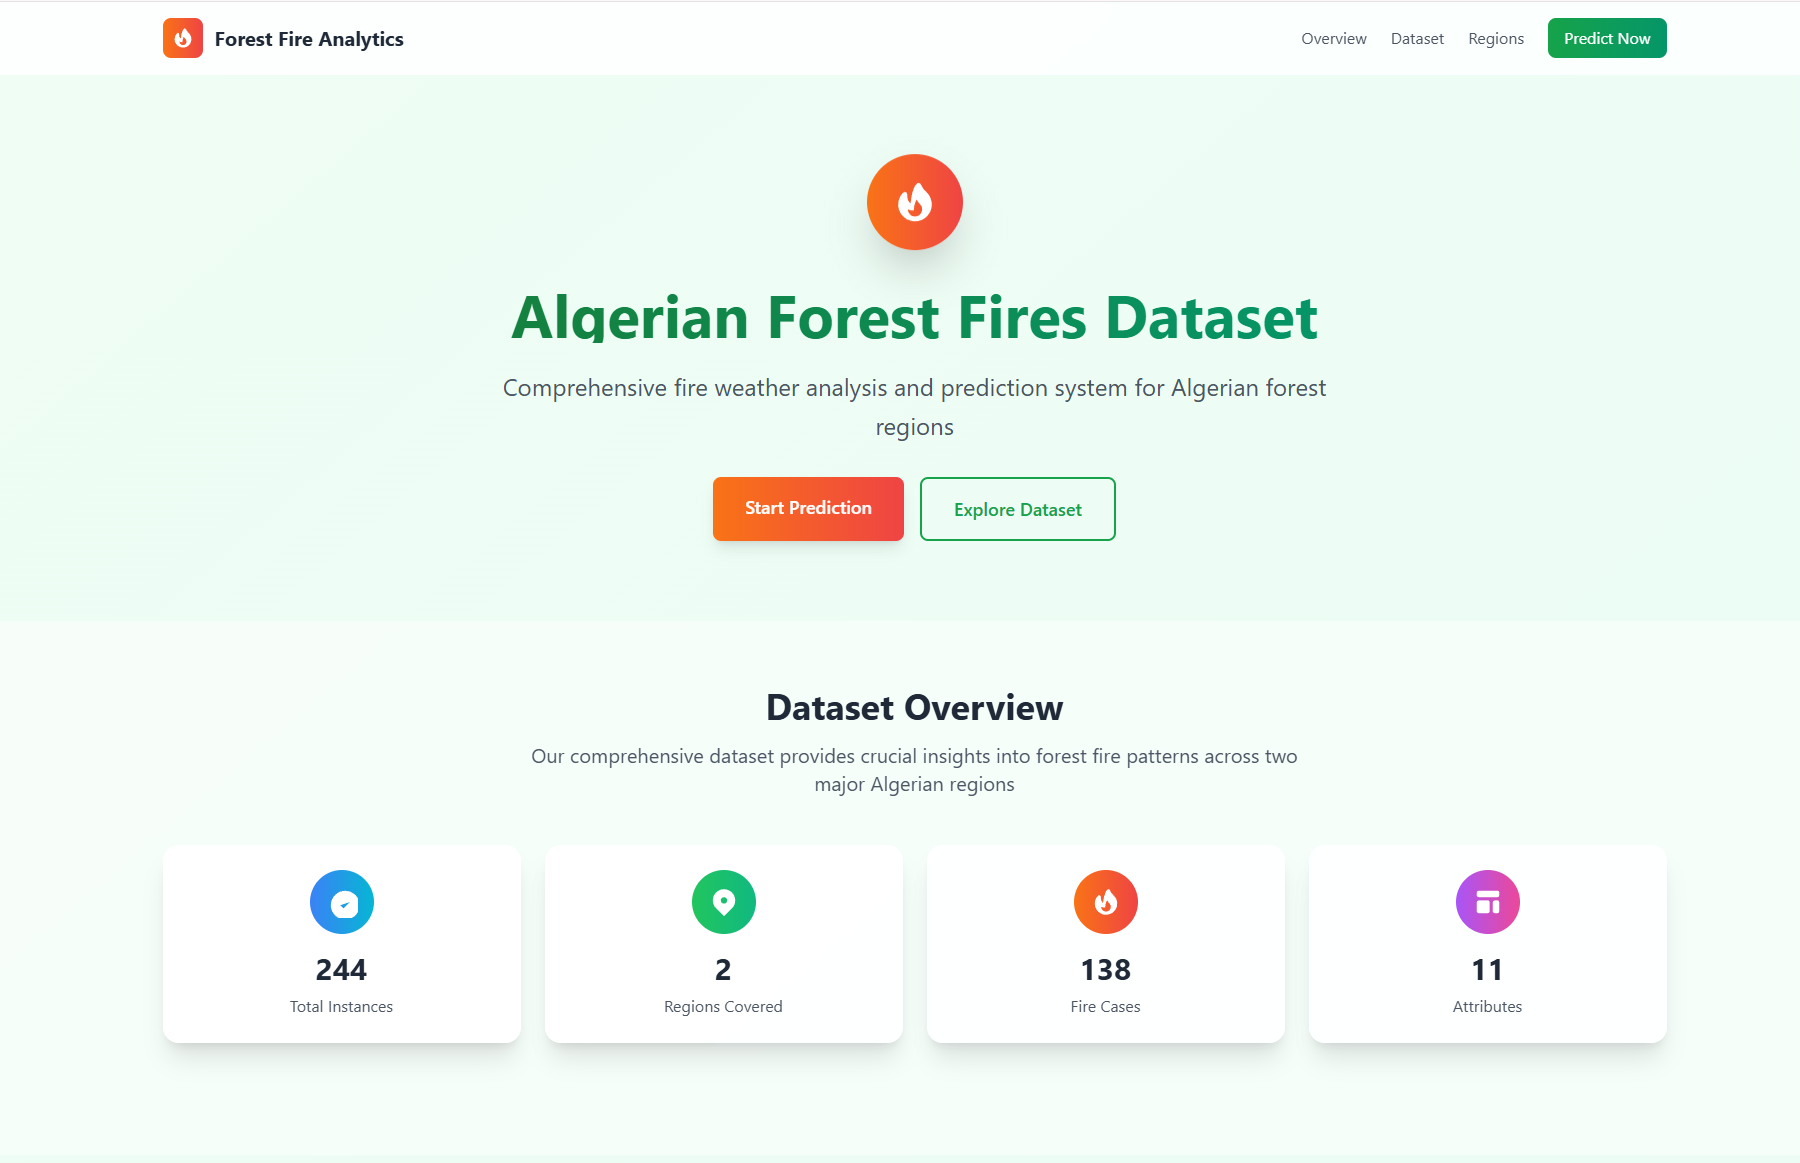 Forest Fire Analytics
Overview
Dataset
Regions
Predict Now
Algerian Forest Fires Dataset
Comprehensive fire weather analysis and prediction system for Algerian forest
regions
Start Prediction
Explore Dataset
Dataset Overview
Our comprehensive dataset provides crucial insights into forest fire patterns across two
major Algerian regions
244
Total Instances
2
Regions Covered
138
Fire Cases
11
Attributes